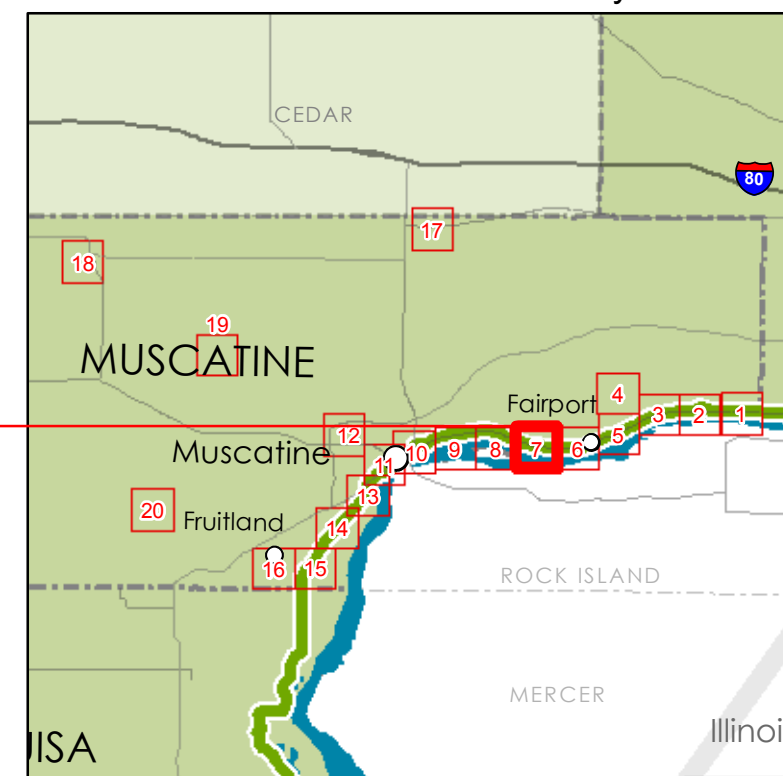 CEDAR
80
17
18
19
MUSCATINE
4
Fairport
3
2
1
12
5
Muscatine
10
9
8
7
6
11
13
20
Fruitland
14
16
15
ROCK ISLAND
MERCER
Illinoi
JISA